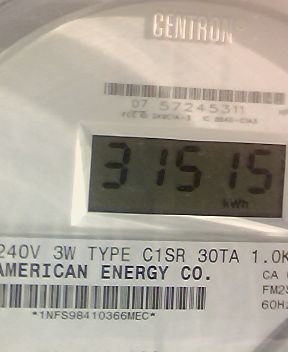 CENTRON
07 57245311
31515
kWh
240V 3W TYPE C1SR 30TA 1.0K
AMERICAN ENERGY CO.
CA
FM2S
60Hz
*1NFS98410366MEC*